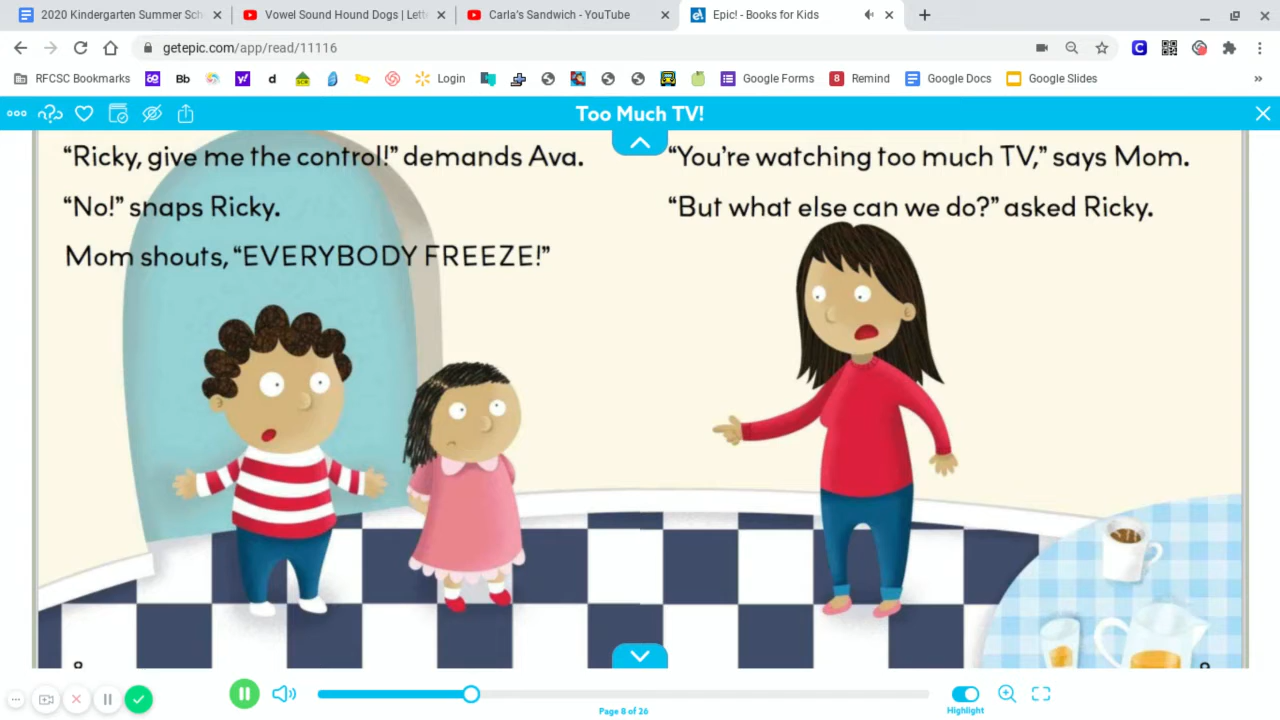 2020 Kindergarten Summer Sch
Vowel Sound Hound Dogs | Lett
Carla's Sandwich - YouTube
Epic! - Books for Kids
getepic.com/app/read/11116
RFCSC Bookmarks
Bb
y!
d
Login
Google Forms
8 Remind
Google Docs
Google Slides
»
Too Much TV!
“Ricky, give me the control!” demands Ava.
“No!” snaps Ricky.
Mom shouts, “EVERYBODY FREEZE!”
“You’re watching too much TV,” says Mom.
“But what else can we do?” asked Ricky.
Page 8 of 26
Highlight